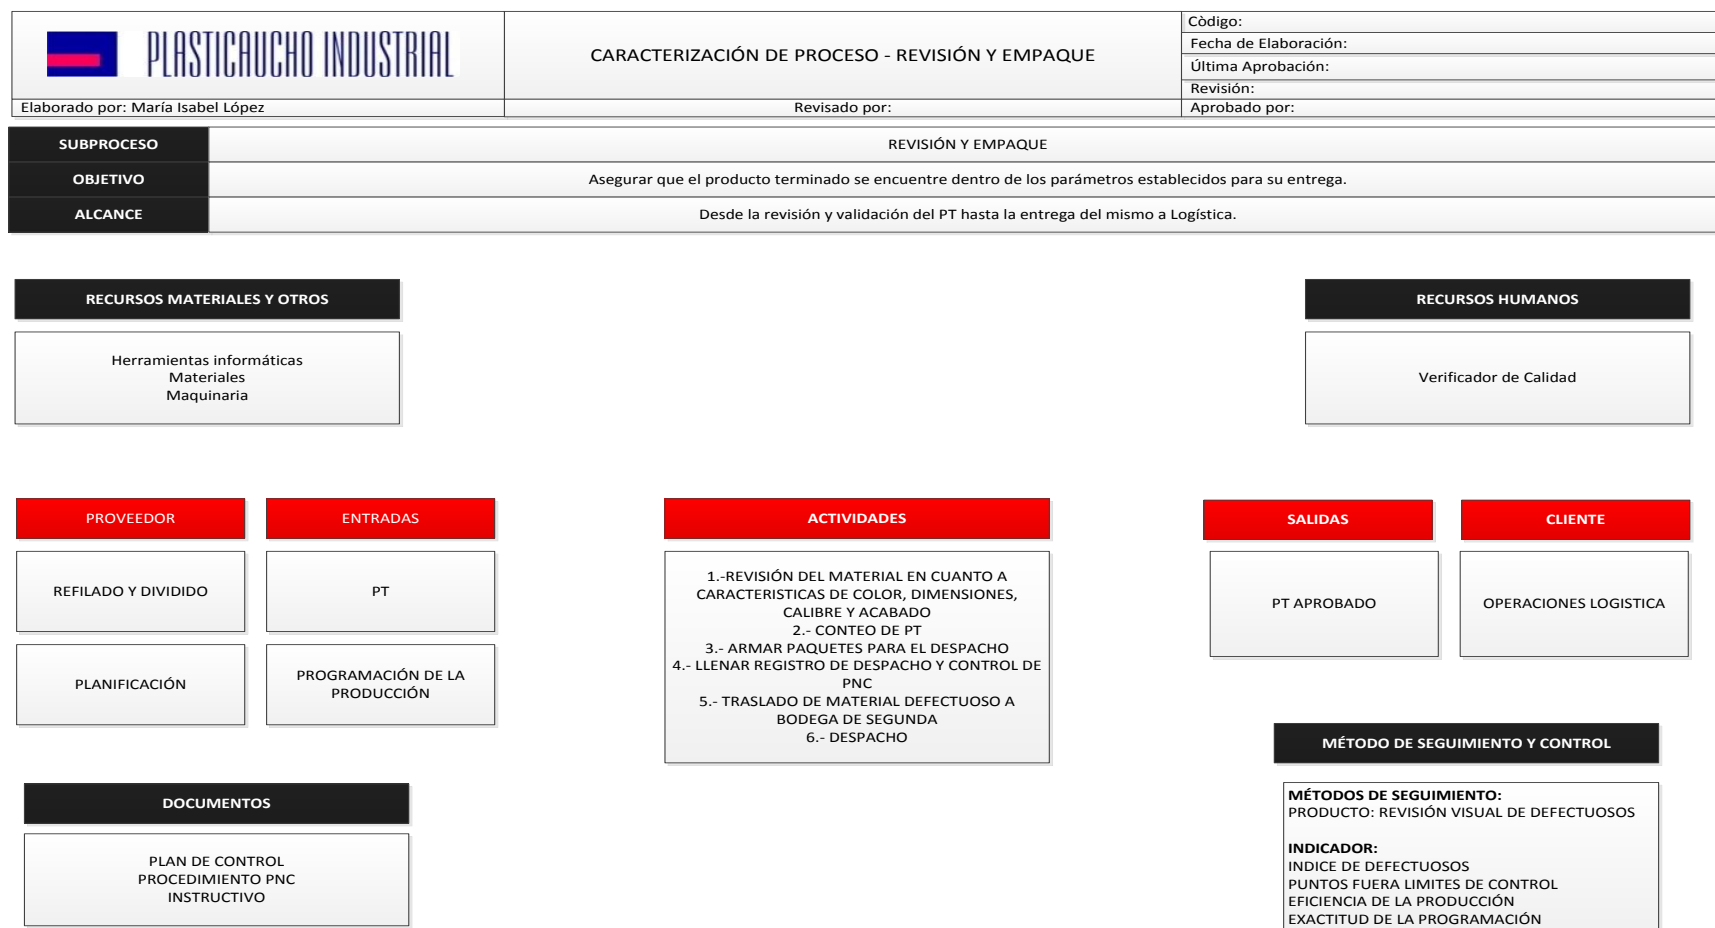 PLASTICAUCHO INDUSTRIAL
CARACTERIZACIÓN DE PROCESO - REVISIÓN Y EMPAQUE
Còdigo:
Fecha de Elaboración:
Última Aprobación:
Revisión:
Elaborado por: María Isabel López
Revisado por:
Aprobado por:
SUBPROCESO
REVISIÓN Y EMPAQUE
OBJETIVO
Asegurar que el producto terminado se encuentre dentro de los parámetros establecidos para su entrega.
ALCANCE
Desde la revisión y validación del PT hasta la entrega del mismo a Logística.
RECURSOS MATERIALES Y OTROS
Herramientas informáticas
Materiales
Maquinaria
RECURSOS HUMANOS
Verificador de Calidad
PROVEEDOR
REFILADO Y DIVIDIDO
PLANIFICACIÓN
ENTRADAS
PT
PROGRAMACIÓN DE LA
PRODUCCIÓN
ACTIVIDADES
1.-REVISIÓN DEL MATERIAL EN CUANTO A
CARACTERISTICAS DE COLOR, DIMENSIONES,
CALIBRE Y ACABADO
2.- CONTEO DE PT
3.- ARMAR PAQUETES PARA EL DESPACHO
4.- LLENAR REGISTRO DE DESPACHO Y CONTROL DE
PNC
5.- TRASLADO DE MATERIAL DEFECTUOSO A
BODEGA DE SEGUNDA
6.- DESPACHO
SALIDAS
PT APROBADO
CLIENTE
OPERACIONES LOGISTICA
DOCUMENTOS
PLAN DE CONTROL
PROCEDIMIENTO PNC
INSTRUCTIVO
MÉTODO DE SEGUIMIENTO Y CONTROL
MÉTODOS DE SEGUIMIENTO:
PRODUCTO: REVISIÓN VISUAL DE DEFECTUOSOS
INDICADOR:
INDICE DE DEFECTUOSOS
PUNTOS FUERA LIMITES DE CONTROL
EFICIENCIA DE LA PRODUCCIÓN
EXACTITUD DE LA PROGRAMACIÓN